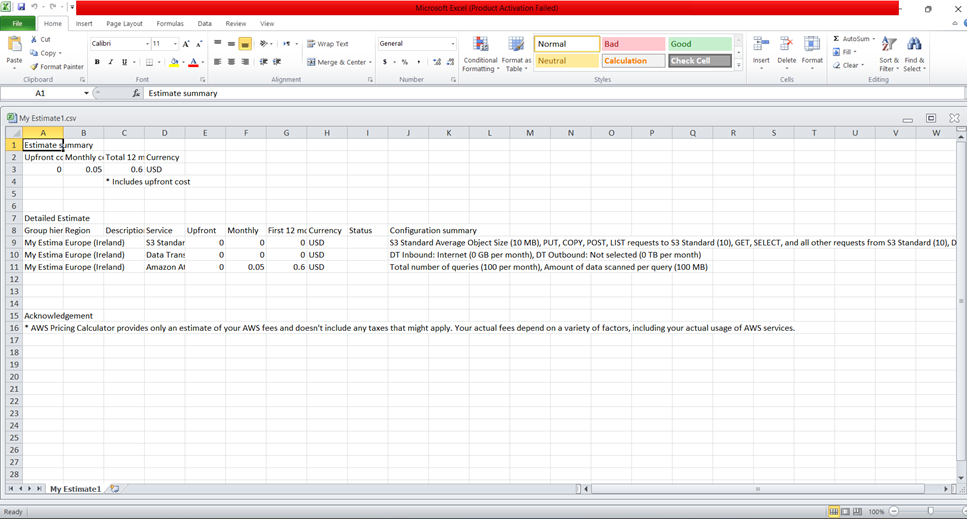 Microsoft Excel (Product Activation Failed)
File Home Insert Page Layout Formulas Data Review View
Paste
Cut
Copy
Format Painter
Clipboard
Calibri 11
B I U
Font
Wrap Text
Merge & Center
Alignment
General
$ % ,
Number
Conditional Formatting
Format as Table
Normal Bad Good
Neutral Calculation Check Cell
Styles
Insert Delete Format
Cells
AutoSum
Fill
Clear
Sort & Filter
Find & Select
Editing
A1 fx Estimate summary
My Estimate1.csv
A B C D E F G H I J K L M N O P Q R S T U V W
1 Estimate summary
2 Upfront cc Monthly cc Total 12 m Currency
3 0 0.05 0.6 USD
4 * Includes upfront cost
5
6
7 Detailed Estimate
8 Group hier Region Descriptio Service Upfront Monthly First 12 mc Currency Status Configuration summary
9 My Estima Europe (Ireland) S3 Standar 0 0 0 USD S3 Standard Average Object Size (10 MB), PUT, COPY, POST, LIST requests to S3 Standard (10), GET, SELECT, and all other requests from S3 Standard (10), D
10 My Estima Europe (Ireland) Data Trans 0 0 0 USD DT Inbound: Internet (0 GB per month), DT Outbound: Not selected (0 TB per month)
11 My Estima Europe (Ireland) Amazon At 0 0.05 0.6 USD Total number of queries (100 per month), Amount of data scanned per query (100 MB)
12
13
14
15 Acknowledgement
16 * AWS Pricing Calculator provides only an estimate of your AWS fees and doesn't include any taxes that might apply. Your actual fees depend on a variety of factors, including your actual usage of AWS services.
17
18
19
20
21
22
23
24
25
26
27
28
My Estimate1
Ready 100%